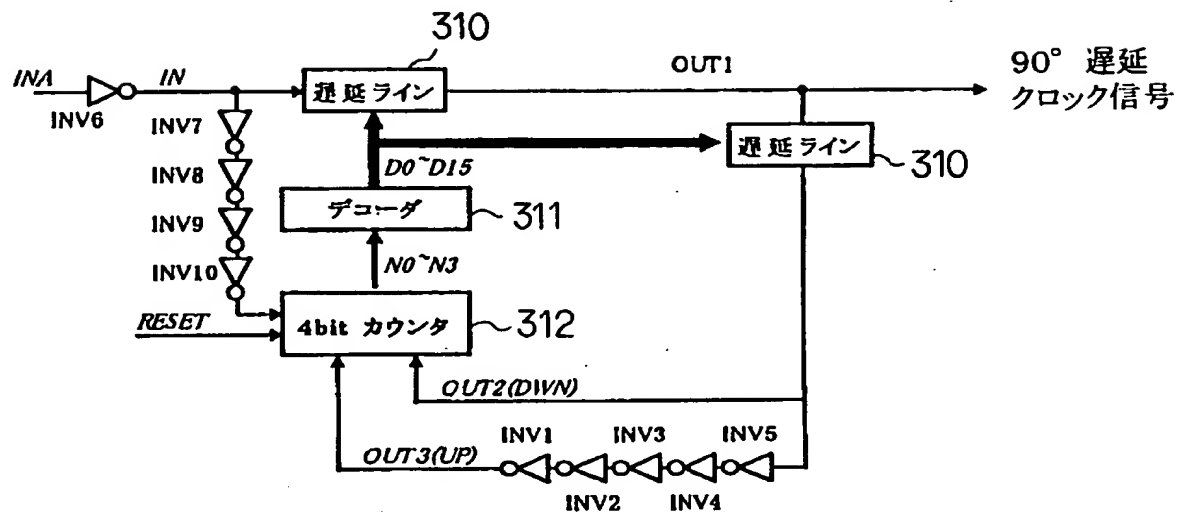 310
INA
IN
INV6
遅延ライン
OUT1
90° 遅延
クロック信号
INV7
INV8
INV9
INV10
D0~D15
遅延ライン
310
デコーダ
311
N0~N3
RESET
4bit カウンタ
312
OUT2(DWN)
OUT3(UP)
INV1
INV3
INV5
INV2
INV4